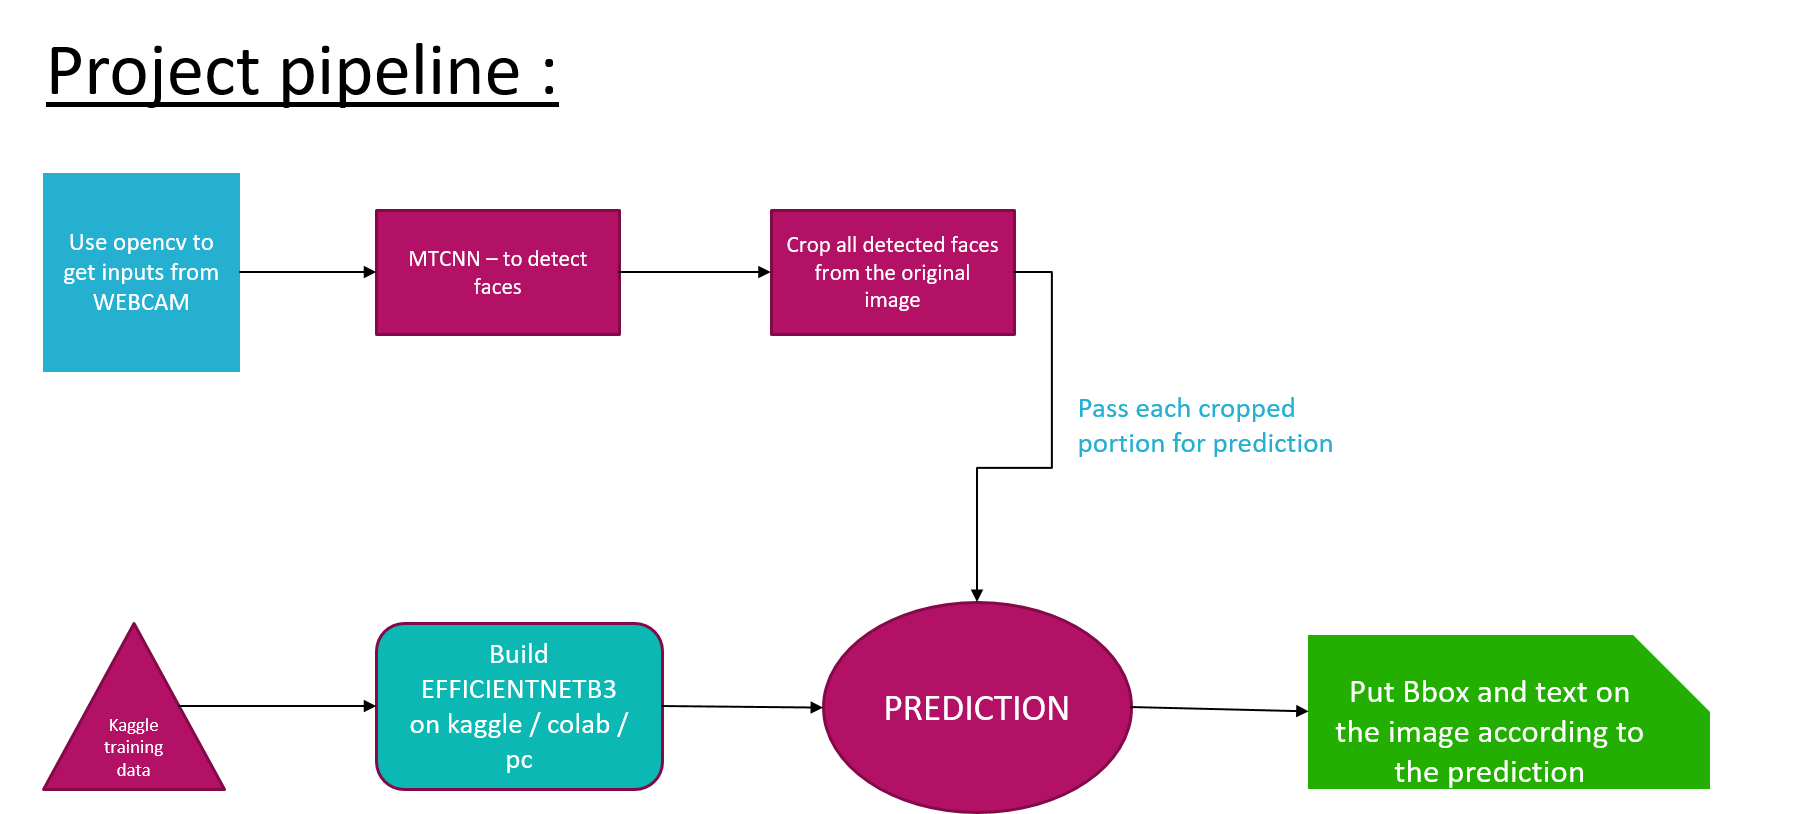 Project pipeline :
Use opencv to
get inputs from
WEBCAM
MTCNN – to detect
faces
Crop all detected faces
from the original
image
Pass each cropped
portion for prediction
Kaggle
training
data
Build
EFFICIENTNETB3
on kaggle / colab /
pc
PREDICTION
Put Bbox and text on
the image according to
the prediction